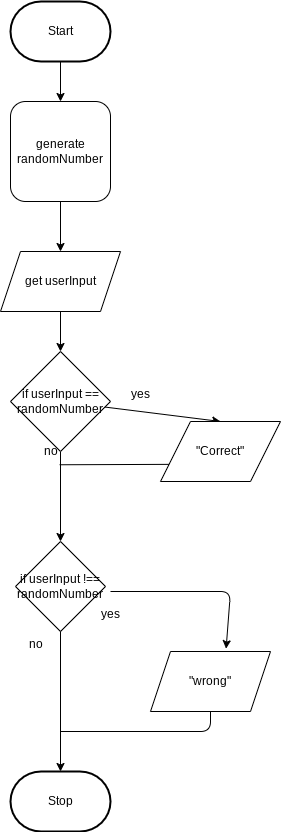 Start
generate
randomNumber
get userInput
if userInput ==
randomNumber
yes
no
"Correct"
if userInput !==
randomNumber
yes
no
"wrong"
Stop